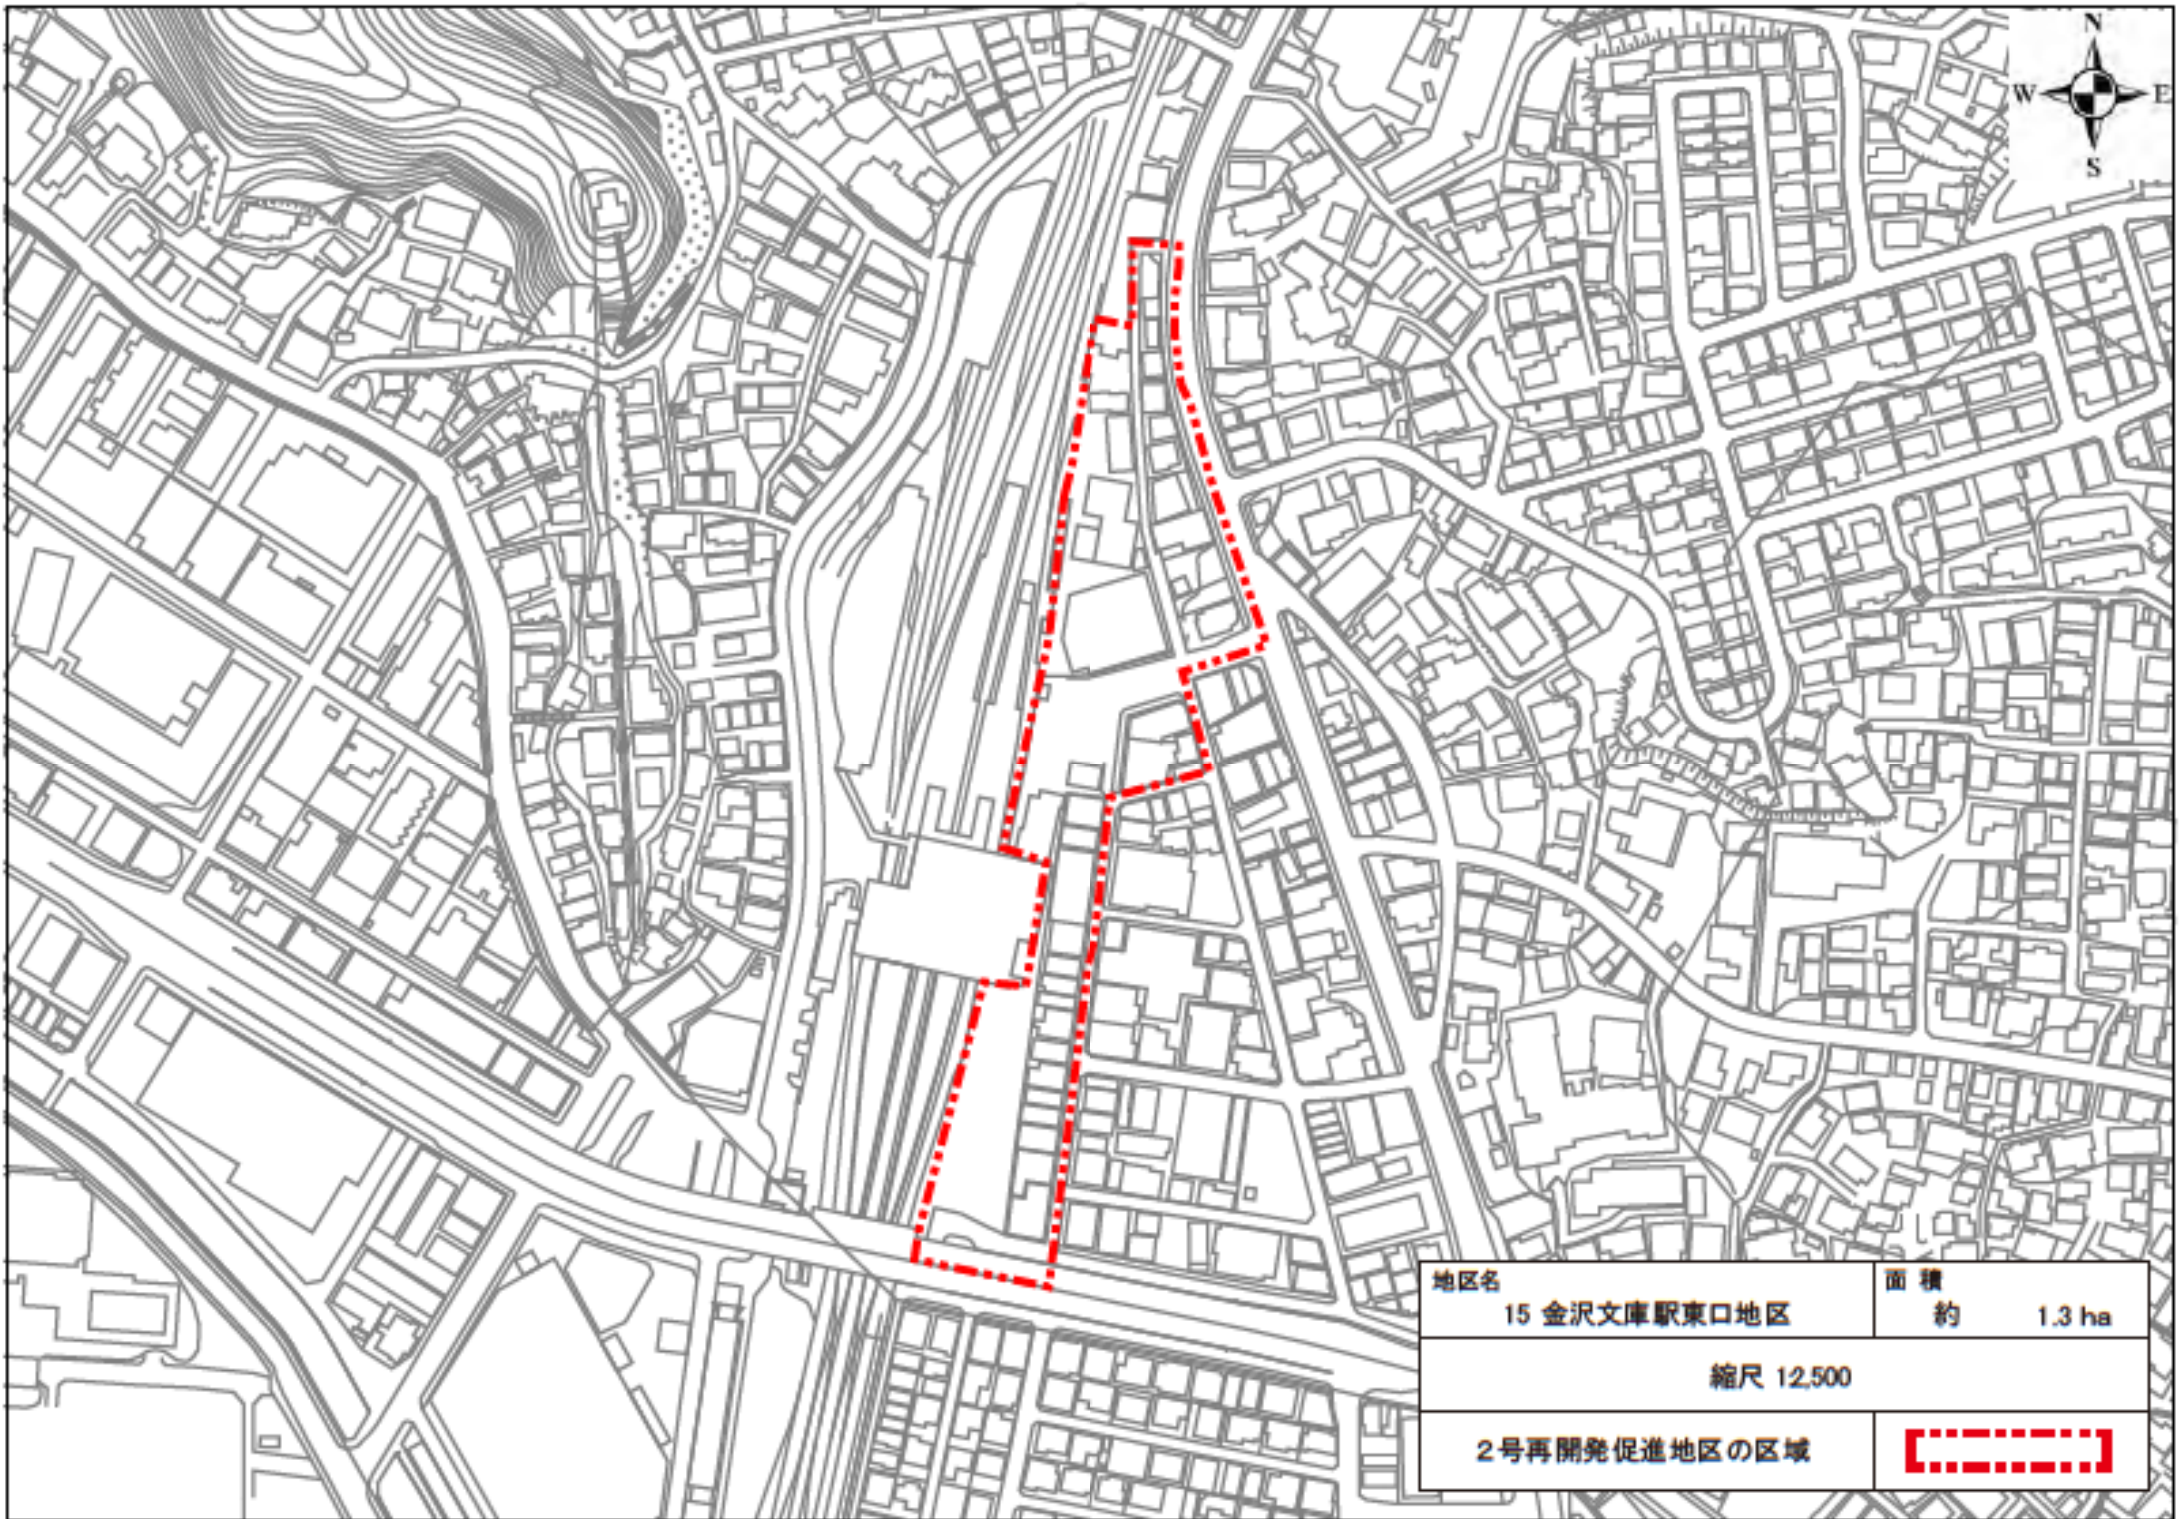 N
W E
S
地区名
15 金沢文庫駅東口地区
面 積
約 1.3 ha
縮尺 12,500
2号再開発促進地区の区域